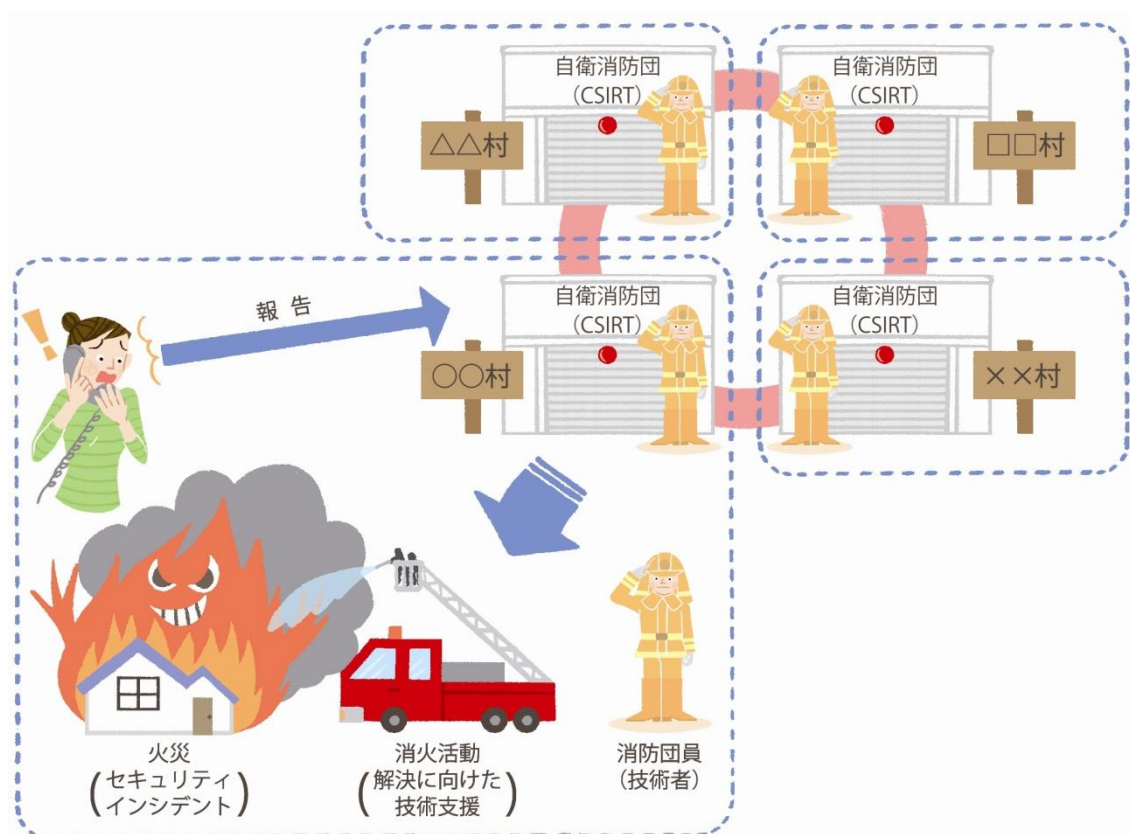 自衛消防団
（CSIRT）
△△村
自衛消防団
（CSIRT）
□□村
報告
自衛消防団
（CSIRT）
○○村
自衛消防団
（CSIRT）
××村
火災
（セキュリティ
インシデント）
消火活動
（解決に向けた
技術支援）
消防団員
（技術者）